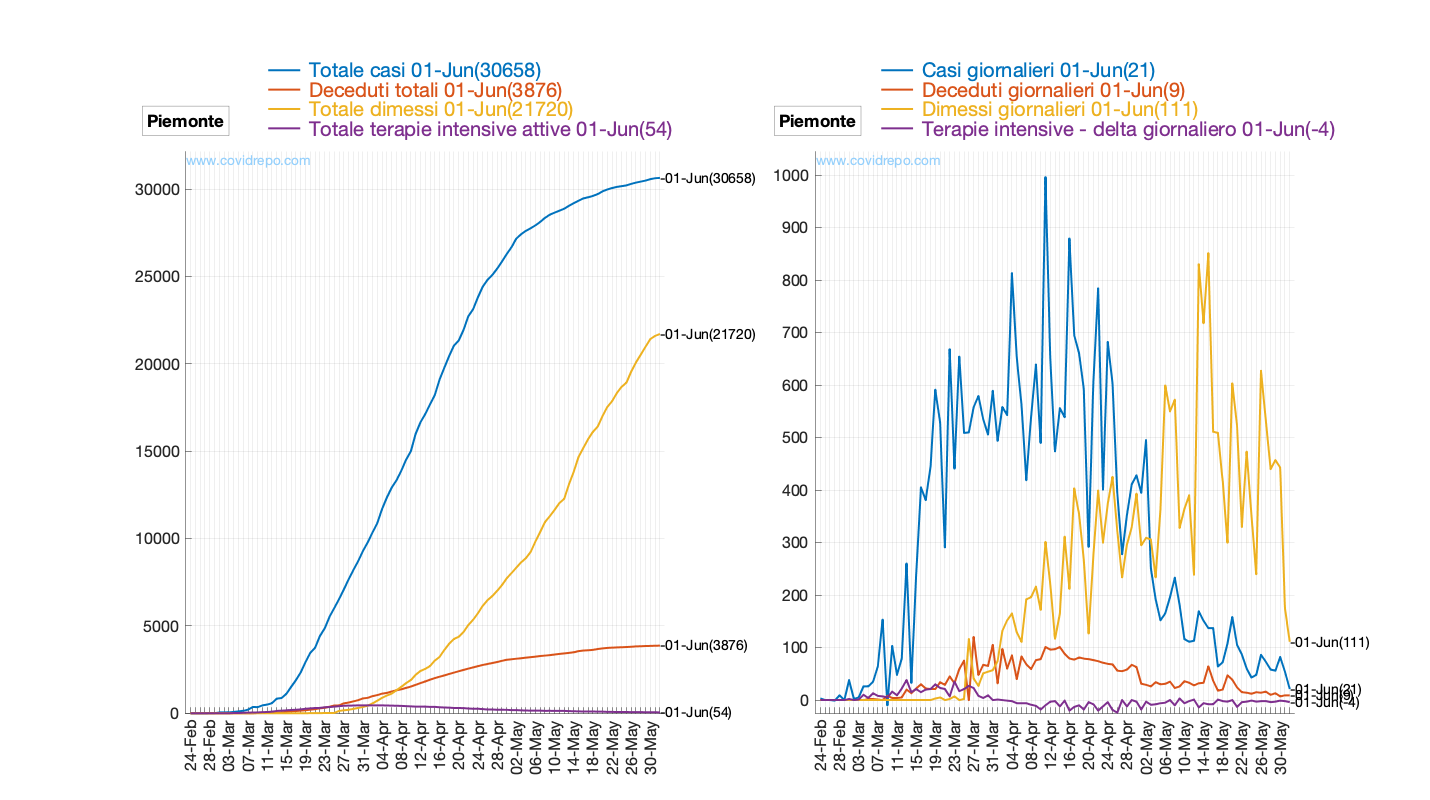 Totale casi 01-Jun(30658)
Deceduti totali 01-Jun(3876)
Totale dimessi 01-Jun(21720)
Totale terapie intensive attive 01-Jun(54)
Piemonte
www.covidrepo.com
30000
25000
20000
15000
10000
5000
0
-01-Jun(30658)
-01-Jun(21720)
-01-Jun(3876)
-01-Jun(54)
24-Feb
28-Feb
03-Mar
07-Mar
11-Mar
15-Mar
19-Mar
23-Mar
27-Mar
31-Mar
04-Apr
08-Apr
12-Apr
16-Apr
20-Apr
24-Apr
28-Apr
02-May
06-May
10-May
14-May
18-May
22-May
26-May
30-May
Casi giornalieri 01-Jun(21)
Deceduti giornalieri 01-Jun(9)
Dimessi giornalieri 01-Jun(111)
Terapie intensive - delta giornaliero 01-Jun(-4)
Piemonte
www.covidrepo.com
1000
900
800
700
600
500
400
300
200
100
0
-01-Jun(111)
-01-Jun(21)
-01-Jun(9)
-01-Jun(-4)
24-Feb
28-Feb
03-Mar
07-Mar
11-Mar
15-Mar
19-Mar
23-Mar
27-Mar
31-Mar
04-Apr
08-Apr
12-Apr
16-Apr
20-Apr
24-Apr
28-Apr
02-May
06-May
10-May
14-May
18-May
22-May
26-May
30-May